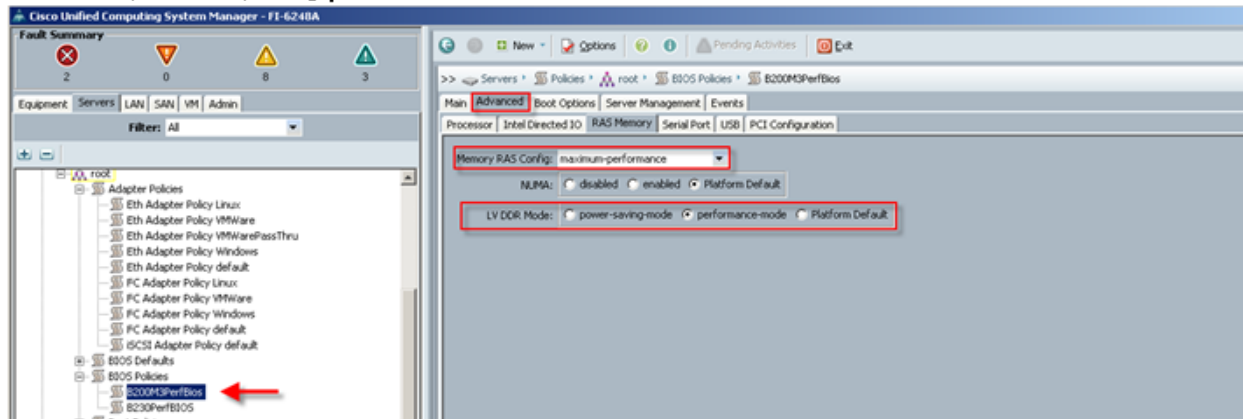 Cisco Unified Computing System Manager - FI-6248A
Fault Summary
2 0 8 3
New Options Pending Activities Exit
>> Servers Policies root BIOS Policies B200M3PerfBios
Equipment Servers LAN SAN VM Admin
Main Advanced Boot Options Server Management Events
Filter: All
Processor Intel Directed IO RAS Memory Serial Port USB PCI Configuration
Memory RAS Config: maximum-performance
NUMA: disabled enabled Platform Default
LV DDR Mode: power-saving-mode performance-mode Platform Default
root
Adapter Policies
Eth Adapter Policy Linux
Eth Adapter Policy VMWare
Eth Adapter Policy VMWarePassThru
Eth Adapter Policy Windows
Eth Adapter Policy default
FC Adapter Policy Linux
FC Adapter Policy VMWare
FC Adapter Policy Windows
FC Adapter Policy default
iSCSI Adapter Policy default
BIOS Defaults
BIOS Policies
B200M3PerfBios
B230PerfBIOS